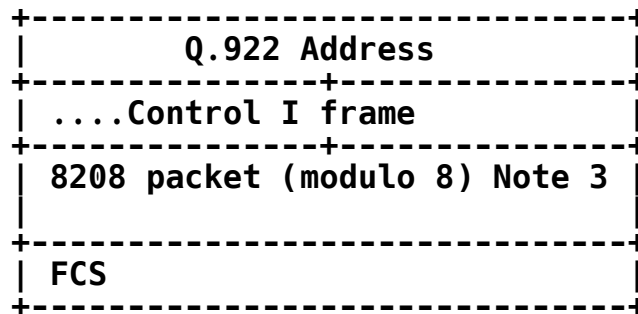 +-------------------------------+
|        Q.922 Address          |
+---------------+---------------+
| ....Control I frame           |
+---------------+---------------+
| 8208 packet (modulo 8) Note 3 |
|                               |
+-------------------------------+
| FCS                           |
+-------------------------------+